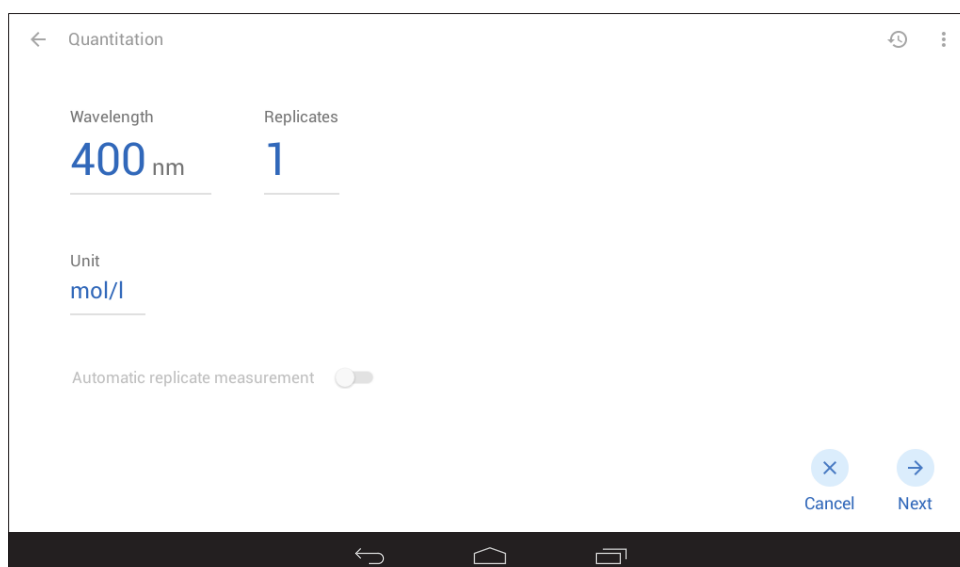 Quantitation
Wavelength
400 nm
Replicates
1
Unit
mol/l
Automatic replicate measurement
Cancel
Next